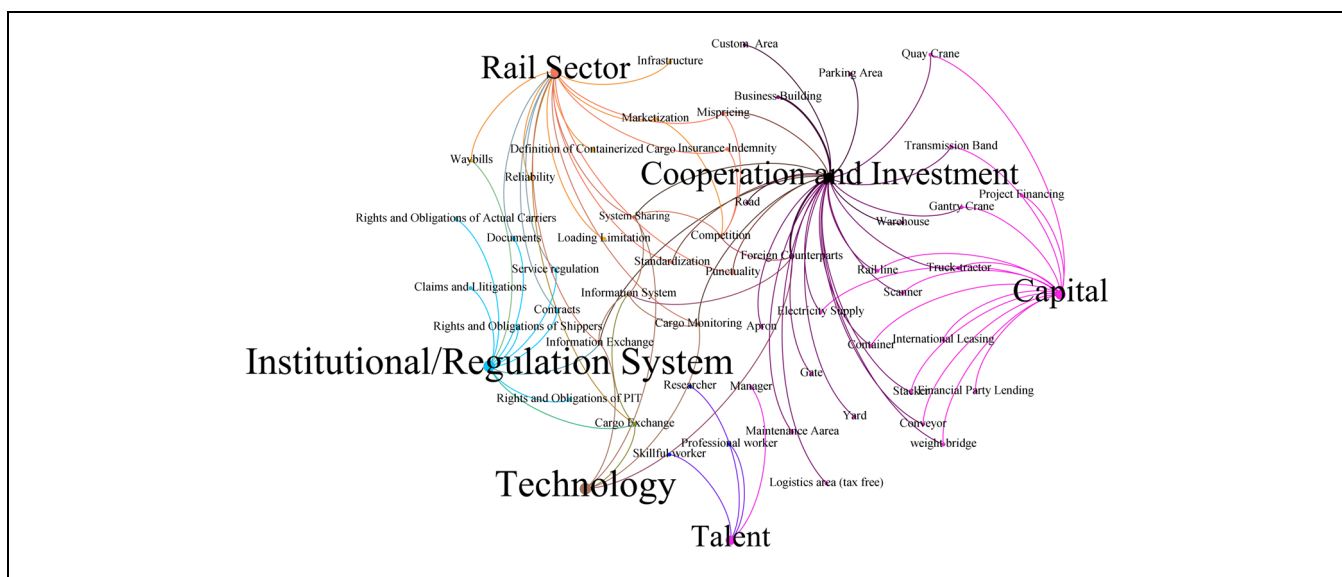 Custom Area
Quay Crane
Rail Sector
Infrastructure
Parking Area
Business Building
Mispricing
Marketization
Definition of Containerized Cargo
Insurance Indemnity
Transmission Band
Waybills
Cooperation and Investment
Reliability
Project Financing
Road
Gantry Crane
Rights and Obligations of Actual Carriers
System Sharing
Warehouse
Documents
Loading Limitation
Competition
Foreign Counterparts
Service regulation
Standardization
Punctuality
Rail line
Truck-tractor
Claims and Llitigations
Information System
Scanner
Capital
Contracts
Electricity Supply
Rights and Obligations of Shippers
Cargo Monitoring
Apron
Information Exchange
Container
International Leasing
Institutional/Regulation System
Gate
Researcher
Manager
Stacker
Financial Party Lending
Rights and Obligations of PIT
Cargo Exchange
Yard
Conveyor
Maintenance Aarea
Professional worker
weight bridge
Skillful worker
Technology
Logistics area (tax free)
Talent